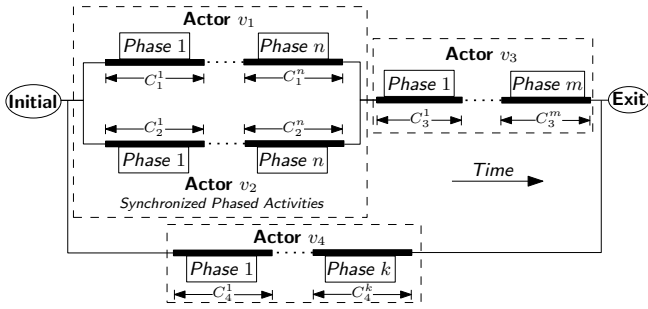 Actor v₁
Phase 1 ...... Phase n
C₁¹ C₁ⁿ
Actor v₃
Phase 1 ...... Phase m
C₃¹ C₃ᵐ
Initial
Exit
C₂¹ C₂ⁿ
Phase 1 ...... Phase n
Actor v₂
Synchronized Phased Activities
Time
Actor v₄
Phase 1 ...... Phase k
C₄¹ C₄ᵏ